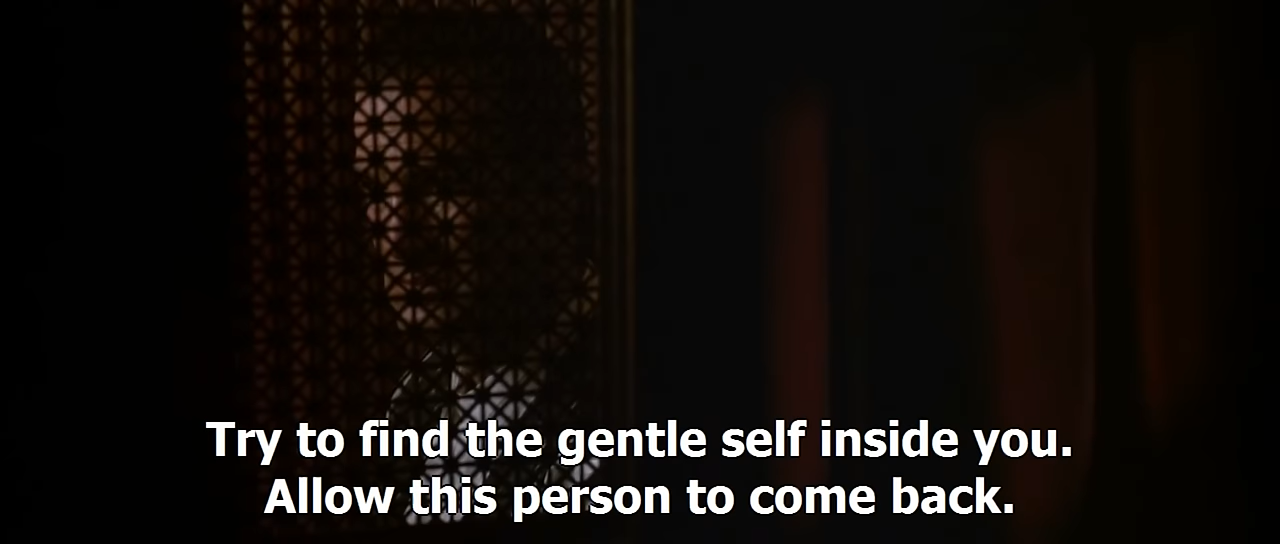 Try to find the gentle self inside you.
Allow this person to come back.